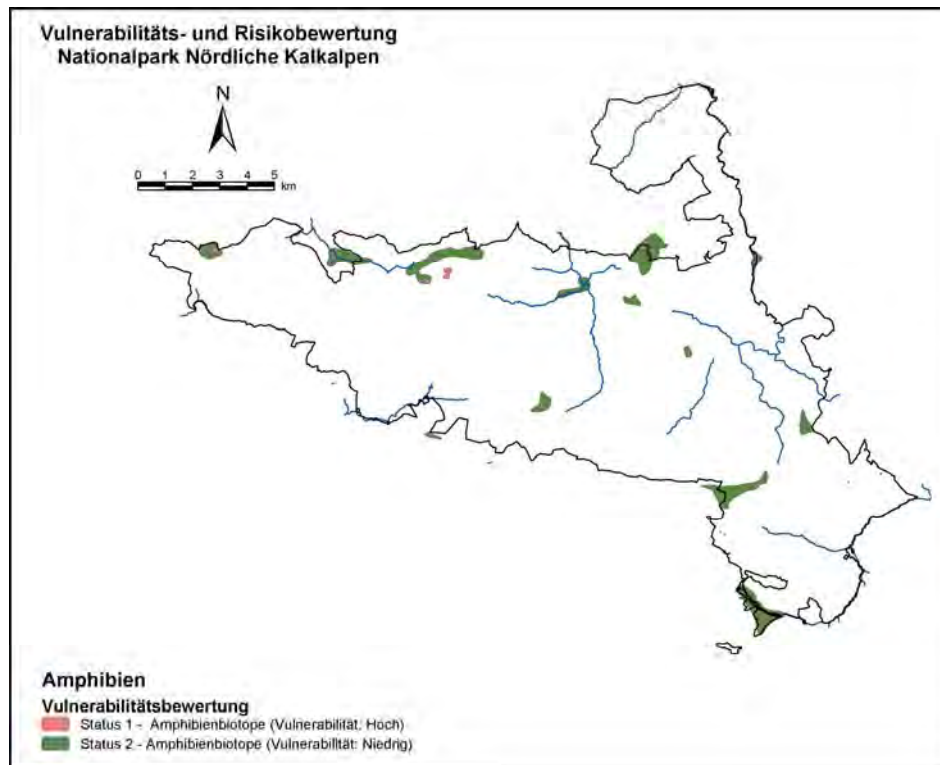 Vulnerabilitäts- und Risikobewertung
Nationalpark Nördliche Kalkalpen
N
0 1 2 3 4 5
km
Amphibien
Vulnerabilitätsbewertung
Status 1 - Amphibienbiotope (Vulnerabilität: Hoch)
Status 2 - Amphibienbiotope (Vulnerabilität: Niedrig)